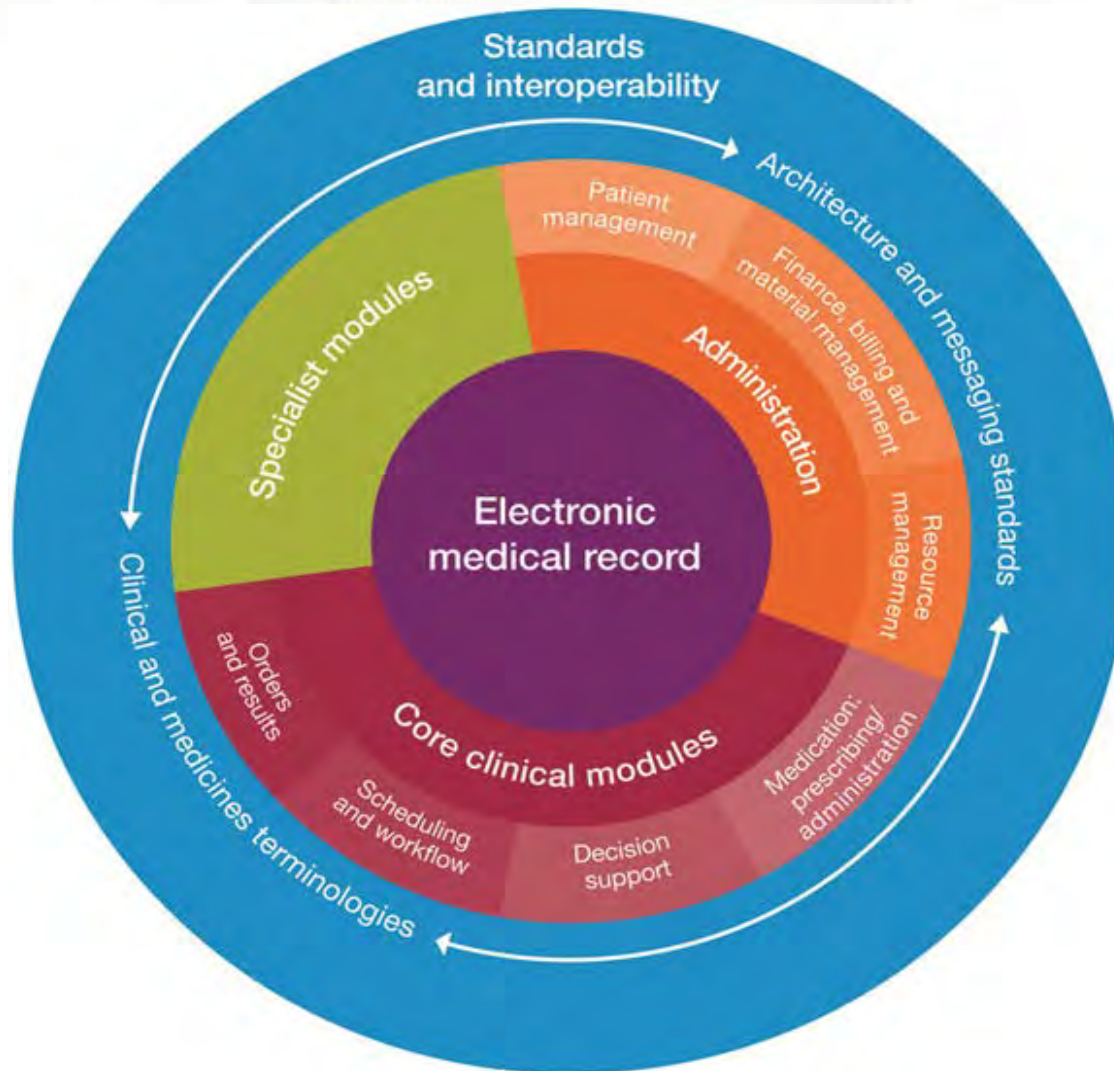 Standards
and interoperability
Architecture and messaging standards
Clinical and medicines terminologies
Specialist modules
Patient
management
Finance, billing and
material management
Resource
management
Administration
Electronic
medical record
Core clinical modules
Orders
and results
Scheduling
and workflow
Decision
support
Medication:
prescribing/
administration